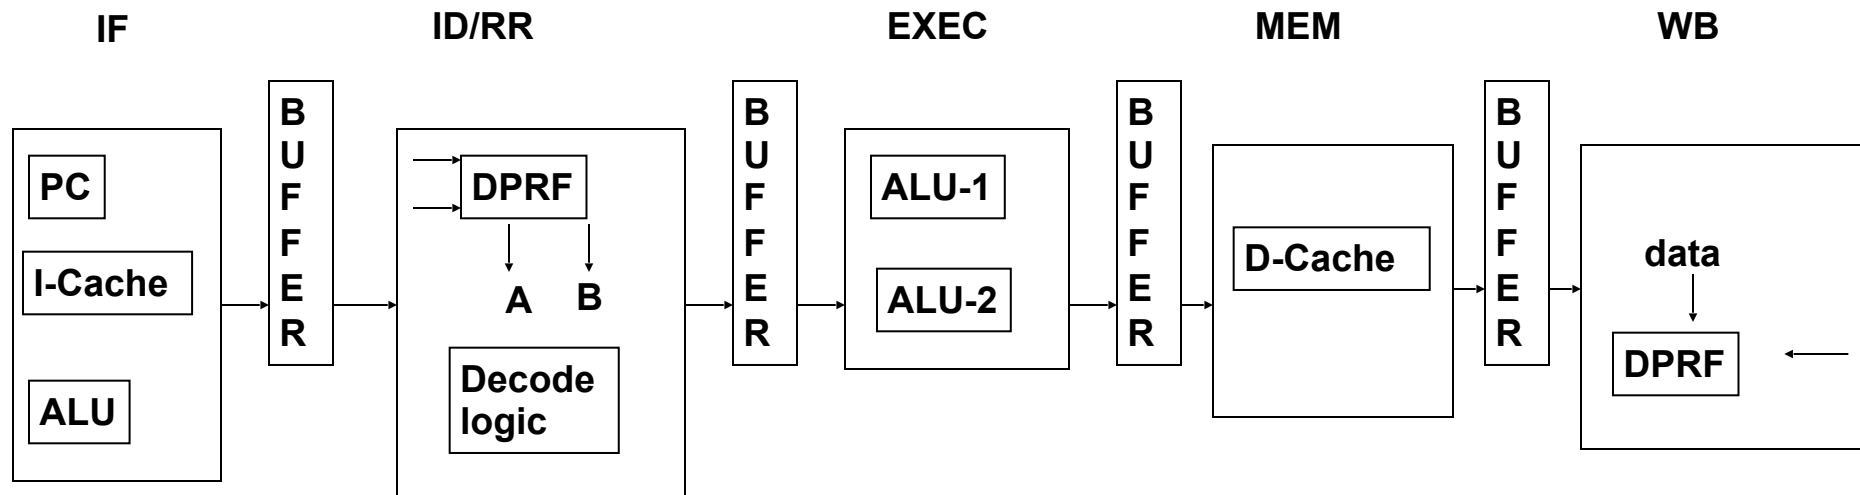 IF
ID/RR
EXEC
MEM
WB
B
U
F
F
E
R
B
U
F
F
E
R
B
U
F
F
E
R
B
U
F
F
E
R
PC
I-Cache
ALU
DPRF
A
B
Decode
logic
ALU-1
ALU-2
D-Cache
data
DPRF